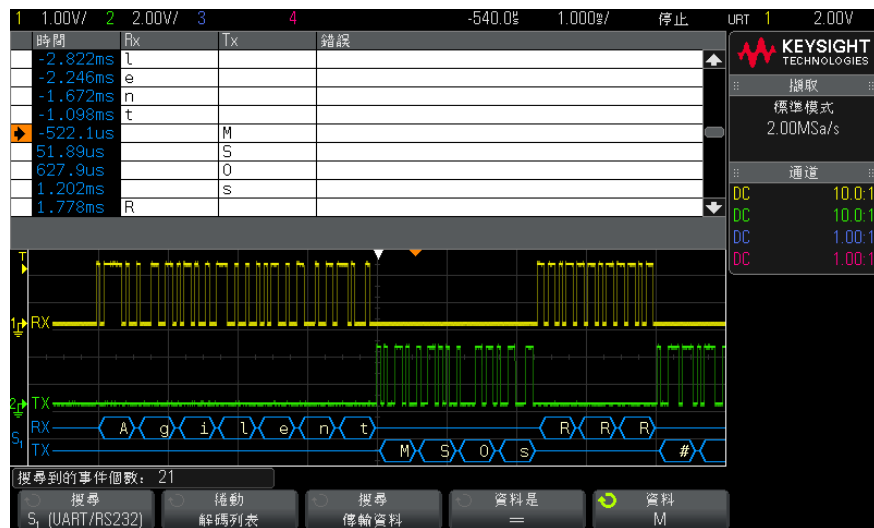 1 1.00V/ 2 2.00V/ 3 4 -540.0us 1.000ms/ 停止 URT 1 2.00V
時間 Rx Tx 錯誤
-2.822ms l
-2.246ms e
-1.672ms n
-1.098ms t
-522.1us M
51.89us S
627.9us O
1.202ms s
1.778ms R
KEYSIGHT
TECHNOLOGIES
擷取
標準模式
2.00MSa/s
通道
DC 10.0:1
DC 10.0:1
DC 1.00:1
DC 1.00:1
T
1 RX
2 TX
S1 RX A g i l e n t R R R
TX M S O s #
搜尋到的事件個數: 21
搜尋
S1 (UART/RS232)
捲動
解碼列表
搜尋
傳輸資料
資料是
=
資料
M